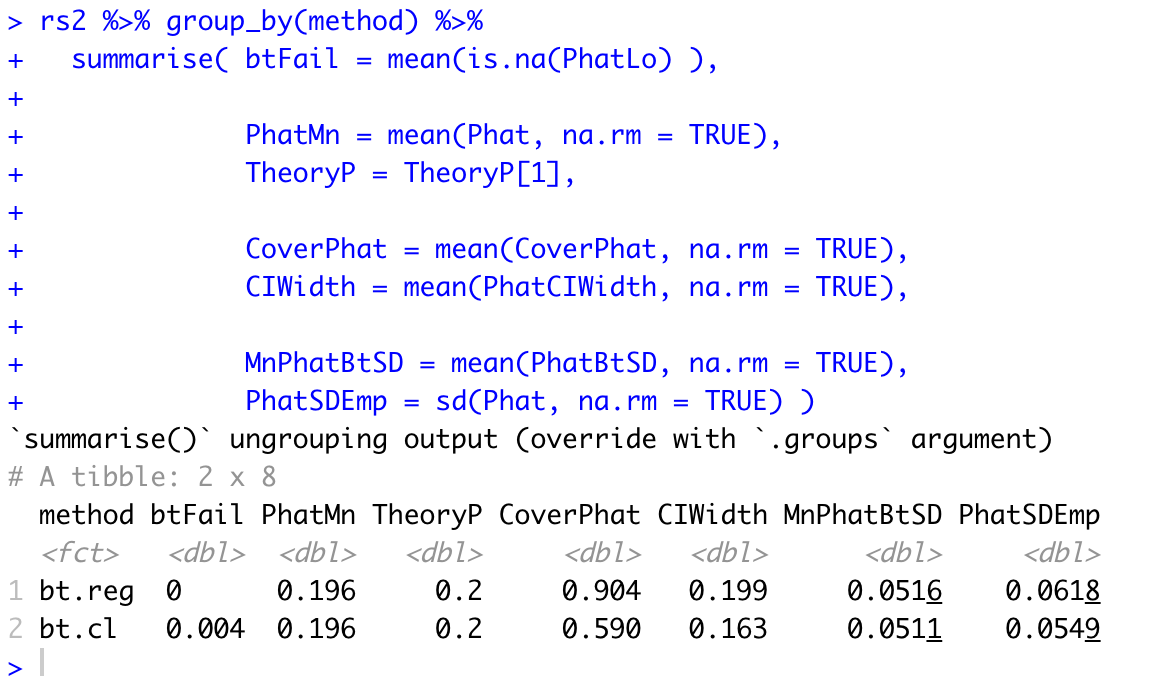 > rs2 %>% group_by(method) %>%
+   summarise( btFail = mean(is.na(PhatLo) ),
+
+              PhatMn = mean(Phat, na.rm = TRUE),
+              TheoryP = TheoryP[1],
+
+              CoverPhat = mean(CoverPhat, na.rm = TRUE),
+              CIWidth = mean(PhatCIWidth, na.rm = TRUE),
+
+              MnPhatBtSD = mean(PhatBtSD, na.rm = TRUE),
+              PhatSDEmp = sd(Phat, na.rm = TRUE) )
`summarise()` ungrouping output (override with `.groups` argument)
# A tibble: 2 x 8
  method btFail PhatMn TheoryP CoverPhat CIWidth MnPhatBtSD PhatSDEmp
  <fct>   <dbl>  <dbl>   <dbl>     <dbl>   <dbl>      <dbl>     <dbl>
1 bt.reg  0      0.196     0.2     0.904   0.199     0.0516    0.0618
2 bt.cl   0.004  0.196     0.2     0.590   0.163     0.0511    0.0549
>